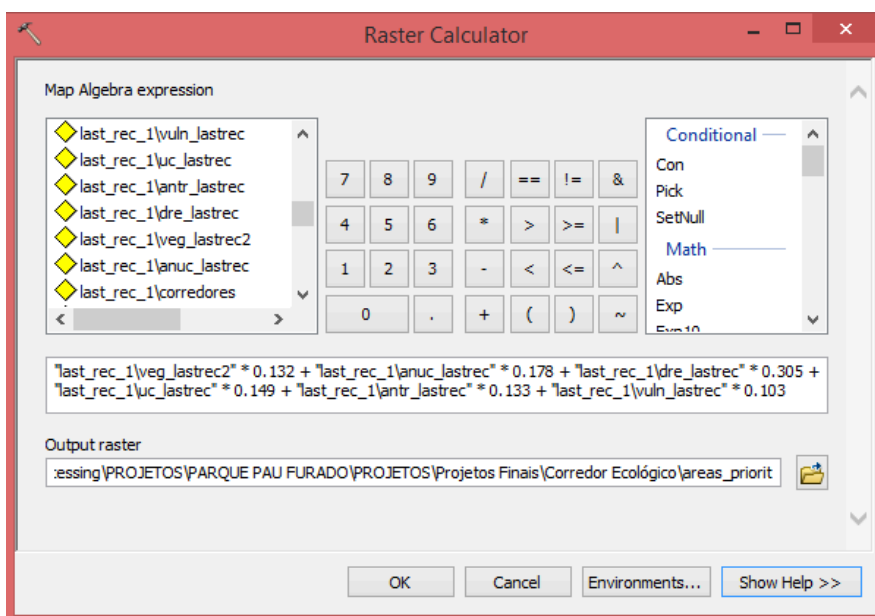 Raster Calculator
Map Algebra expression
last_rec_1\vuln_lastrec
last_rec_1\uc_lastrec
last_rec_1\antr_lastrec
last_rec_1\dre_lastrec
last_rec_1\veg_lastrec2
last_rec_1\anuc_lastrec
last_rec_1\corredores
7 8 9 / == != &
4 5 6 * > >= |
1 2 3 - < <= ^
0 . + ( ) ~
Conditional
Con
Pick
SetNull
Math
Abs
Exp
Exp10
"last_rec_1\veg_lastrec2" * 0.132 + "last_rec_1\anuc_lastrec" * 0.178 + "last_rec_1\dre_lastrec" * 0.305 +
"last_rec_1\uc_lastrec" * 0.149 + "last_rec_1\antr_lastrec" * 0.133 + "last_rec_1\vuln_lastrec" * 0.103
Output raster
:essing\PROJETOS\PARQUE PAU FURADO\PROJETOS\Projetos Finais\Corredor Ecológico\areas_priorit
OK Cancel Environments... Show Help >>